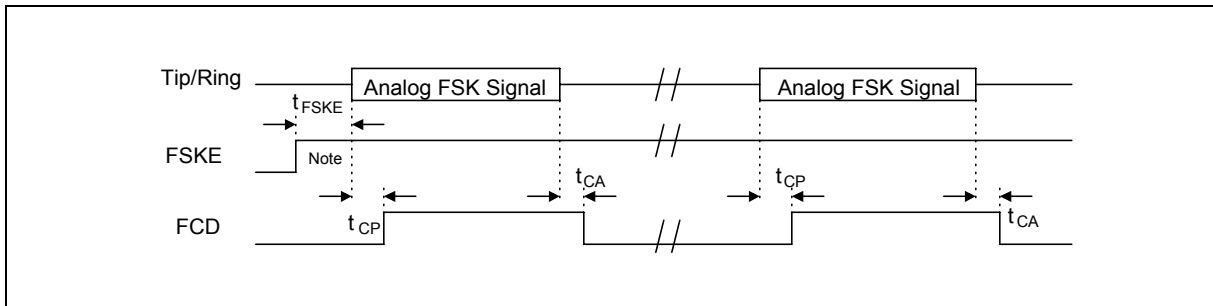 Tip/Ring
Analog FSK Signal
Analog FSK Signal
tFSKE
FSKE
Note
tCA
tCP
FCD
tCP
tCA